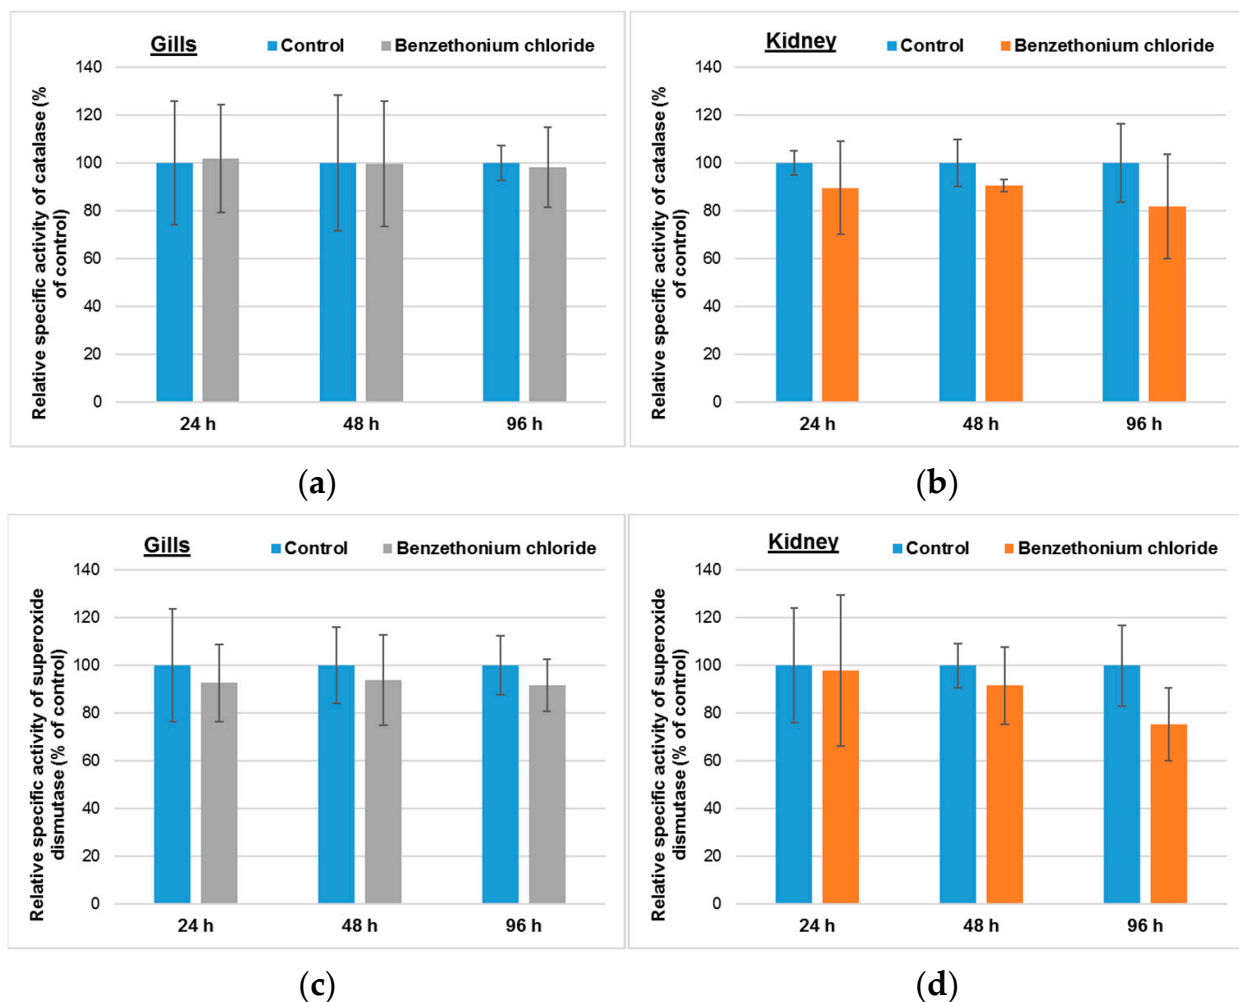 Gills
Control
Benzethonium chloride
Relative specific activity of catalase (%
of control)
140
120
100
80
60
40
20
0
24 h
48 h
96 h
(a)
Kidney
Control
Benzethonium chloride
Relative specific activity of catalase (%
of control)
140
120
100
80
60
40
20
0
24 h
48 h
96 h
(b)
Gills
Control
Benzethonium chloride
Relative specific activity of superoxide
dismutase (% of control)
140
120
100
80
60
40
20
0
24 h
48 h
96 h
(c)
Kidney
Control
Benzethonium chloride
Relative specific activity of superoxide
dismutase (% of control)
140
120
100
80
60
40
20
0
24 h
48 h
96 h
(d)